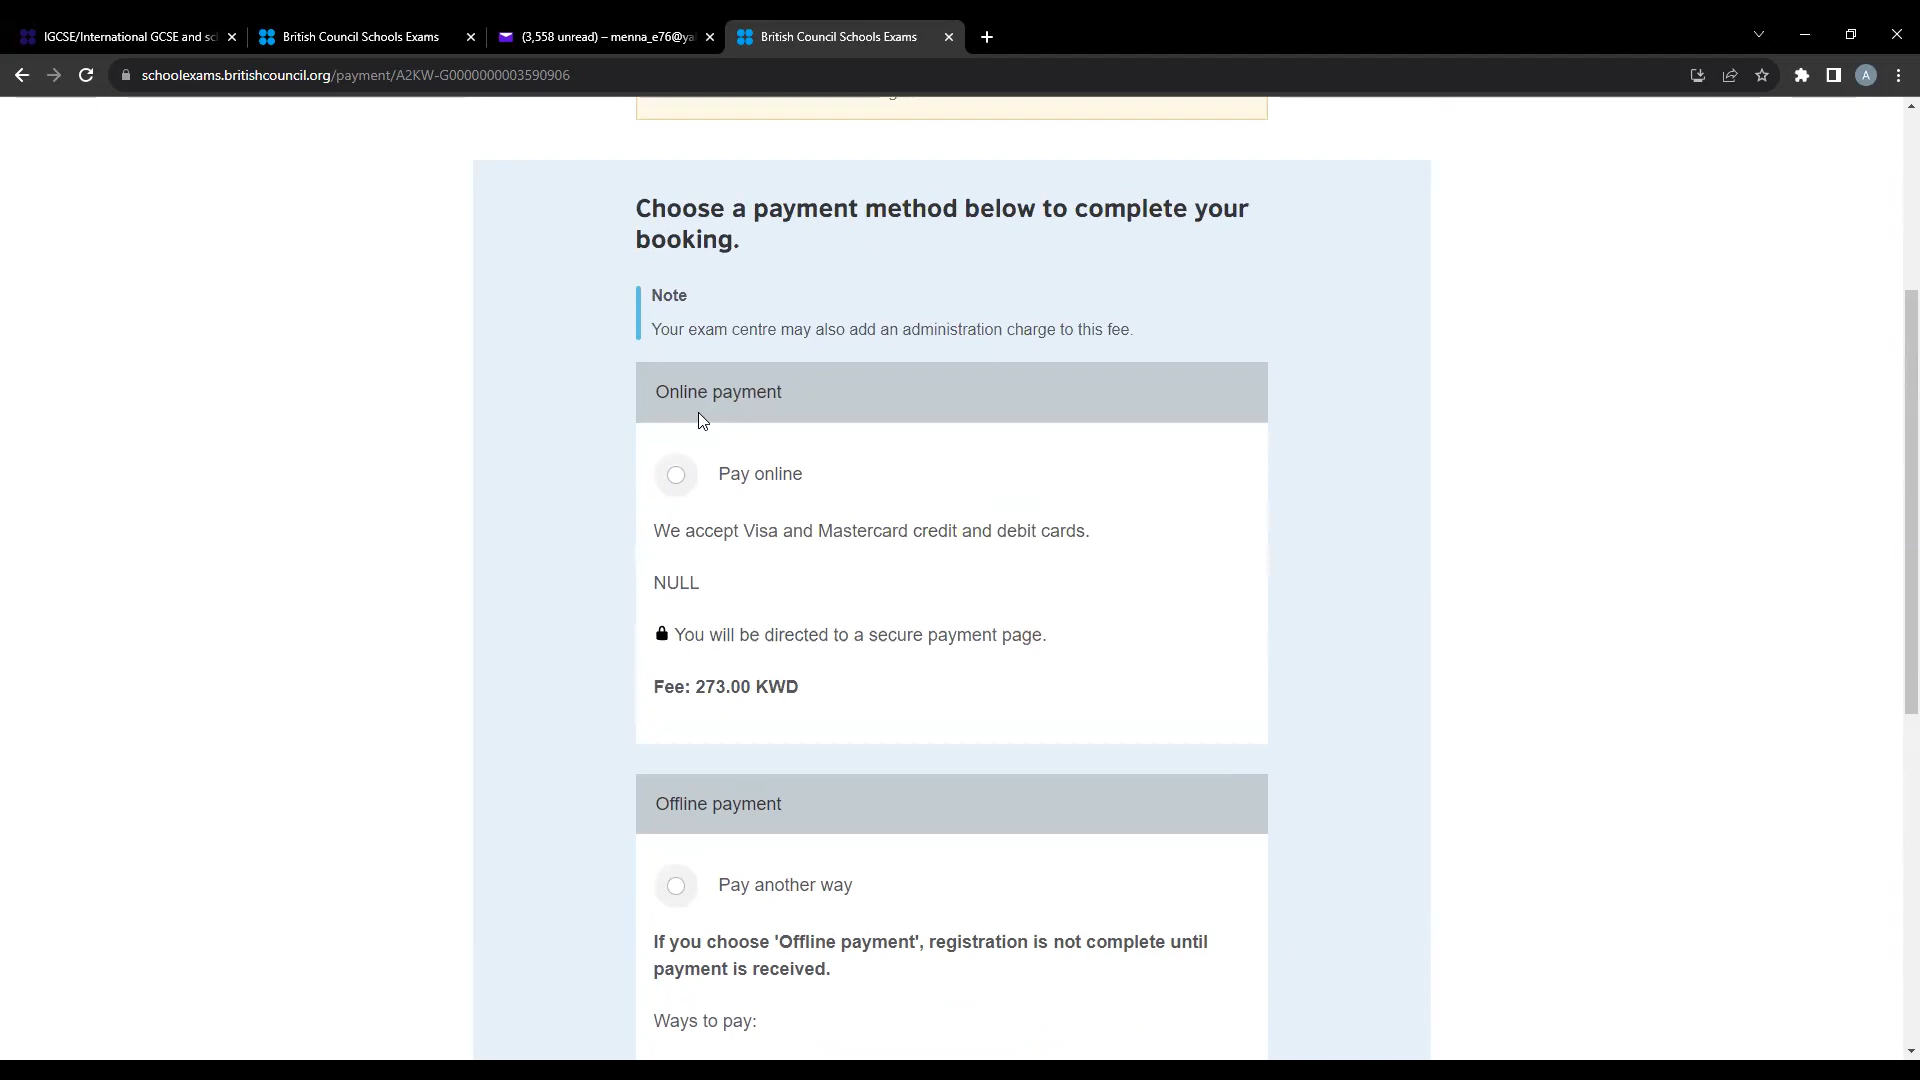 IGCSE/International GCSE and sc
British Council Schools Exams
(3,558 unread) – menna_e76@ya
British Council Schools Exams
schoolexams.britishcouncil.org/payment/A2KW-G0000000003590906
A
Choose a payment method below to complete your
booking.
Note
Your exam centre may also add an administration charge to this fee.
Online payment
Pay online
We accept Visa and Mastercard credit and debit cards.
NULL
You will be directed to a secure payment page.
Fee: 273.00 KWD
Offline payment
Pay another way
If you choose 'Offline payment', registration is not complete until
payment is received.
Ways to pay: